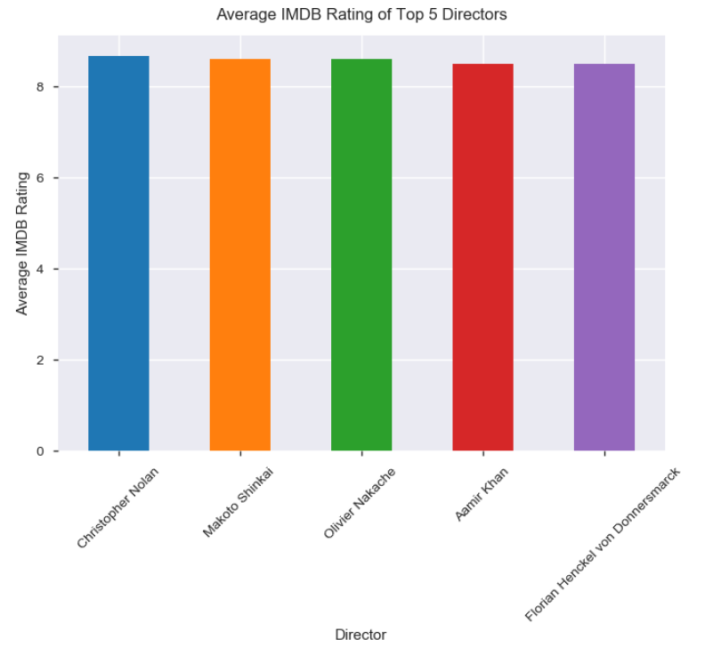 Average IMDB Rating of Top 5 Directors
Average IMDB Rating
8
6
4
2
0
Christopher Nolan
Makoto Shinkai
Olivier Nakache
Aamir Khan
Florian Henckel von Donnersmarck
Director